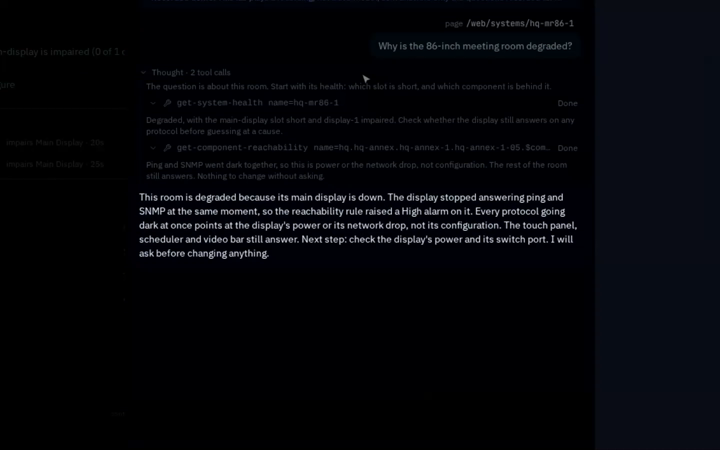 page /web/systems/hq-mr86-1
-display is impaired (0 of 1 s
Why is the 86-inch meeting room degraded?
Thought · 2 tool calls
The question is about this room. Start with its health: which slot is short, and which component is behind it.
get-system-health name=hq-mr86-1 Done
Degraded, with the main-display slot short and display-1 impaired. Check whether the display still answers on any
protocol before guessing at a cause.
impairs Main Display · 20s
get-component-reachability name=hq.hq-annex.hq-annex-1.hq-annex-1-05.$com… Done
impairs Main Display · 25s
Ping and SNMP went dark together, so this is power or the network drop, not configuration. The rest of the room
still answers. Nothing to change without asking.
This room is degraded because its main display is down. The display stopped answering ping and
SNMP at the same moment, so the reachability rule raised a High alarm on it. Every protocol going
dark at once points at the display's power or its network drop, not its configuration. The touch panel,
scheduler and video bar still answer. Next step: check the display's power and its switch port. I will
ask before changing anything.